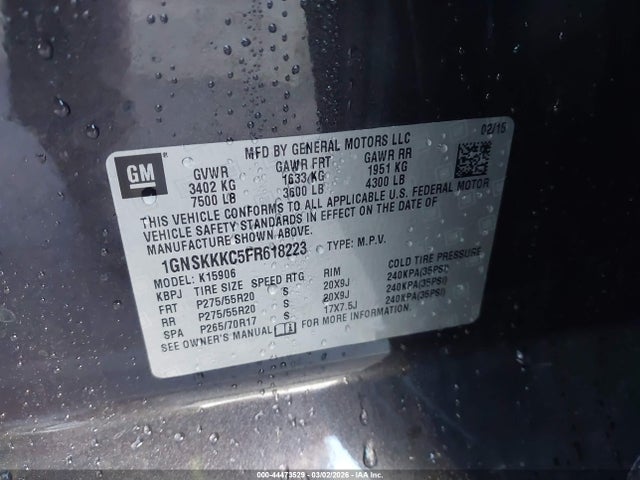 GM
MFD BY GENERAL MOTORS LLC 02/15
GVWR GAWR FRT GAWR RR
3402 KG 1633 KG 1951 KG
7500 LB 3600 LB 4300 LB
THIS VEHICLE CONFORMS TO ALL APPLICABLE U.S. FEDERAL MOTOR
VEHICLE SAFETY STANDARDS IN EFFECT ON THE DATE OF
MANUFACTURE SHOWN ABOVE.
1GNSKKKC5FR618223 TYPE: M.P.V.
MODEL: K15906
KBPJ TIRE SIZE SPEED RTG RIM COLD TIRE PRESSURE
FRT P275/55R20 S 20X9J 240KPA(35PSI)
RR P275/55R20 S 20X9J 240KPA(35PSI)
SPA P265/70R17 S 17X7.5J 240KPA(35PSI)
SEE OWNER'S MANUAL FOR MORE INFORMATION.
000-44473529 - 03/02/2026 - IAAI.COM